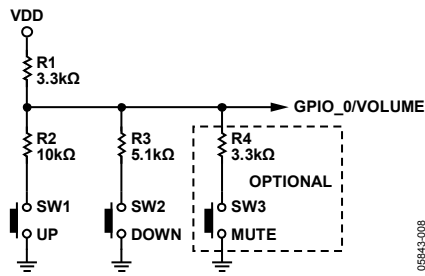 VDD
R1
3.3kΩ
GPIO_0/VOLUME
R2
10kΩ
R3
5.1kΩ
R4
3.3kΩ
OPTIONAL
SW1
SW2
SW3
UP
DOWN
MUTE
05843-008